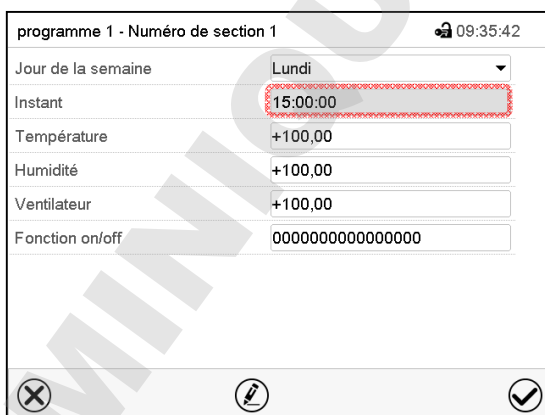 programme 1 - Numéro de section 1 09:35:42
Jour de la semaine Lundi
Instant 15:00:00
Température +100,00
Humidité +100,00
Ventilateur +100,00
Fonction on/off 0000000000000000